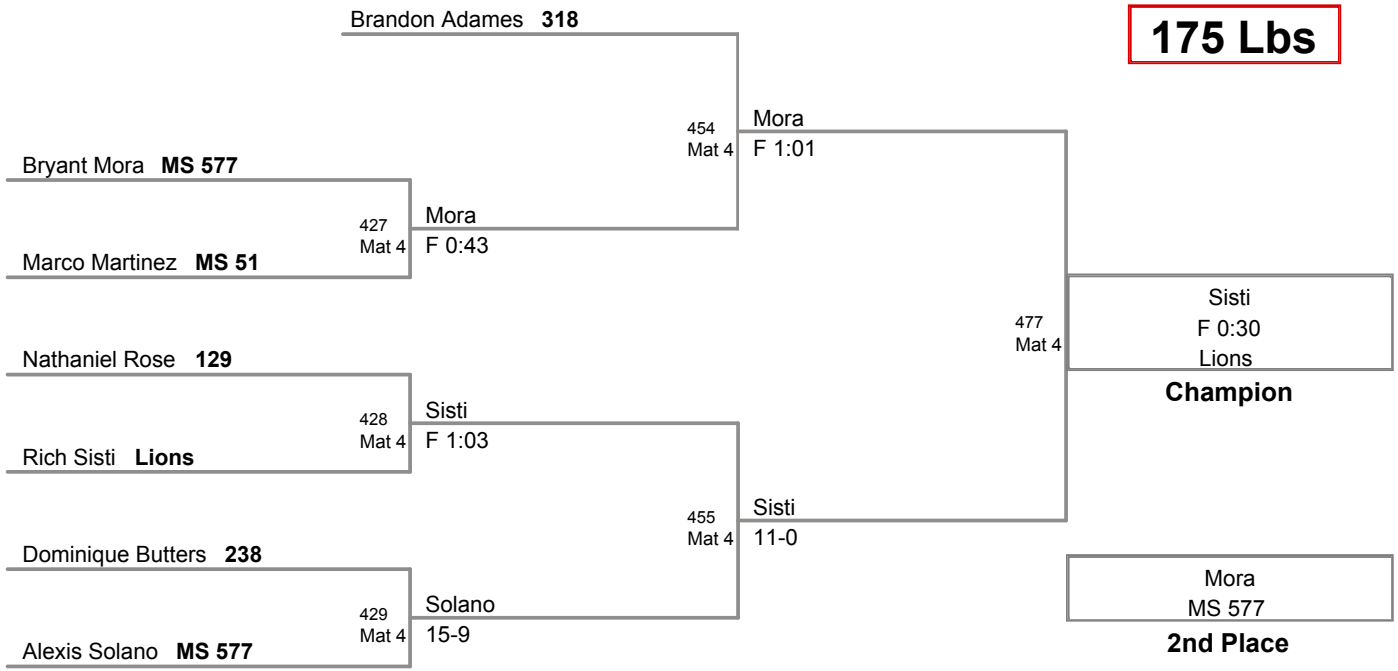 Brandon Adames 318
175 Lbs
454
Mat 4
Mora
F 1:01
Bryant Mora MS 577
427
Mat 4
Mora
F 0:43
Marco Martinez MS 51
477
Mat 4
Sisti
F 0:30
Lions
Champion
Nathaniel Rose 129
428
Mat 4
Sisti
F 1:03
Rich Sisti Lions
455
Mat 4
Sisti
11-0
Dominique Butters 238
429
Mat 4
Solano
15-9
Alexis Solano MS 577
Mora
MS 577
2nd Place